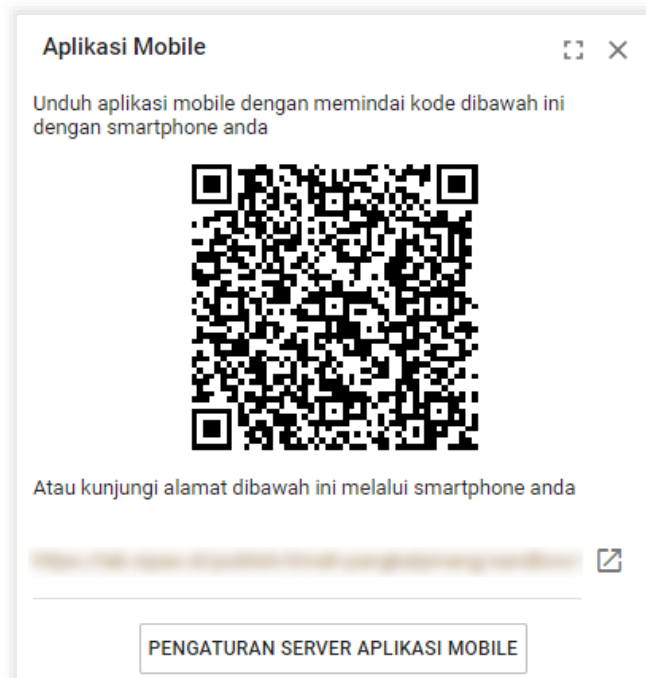 Aplikasi Mobile
Unduh aplikasi mobile dengan memindai kode dibawah ini
dengan smartphone anda
Atau kunjungi alamat dibawah ini melalui smartphone anda
PENGATURAN SERVER APLIKASI MOBILE